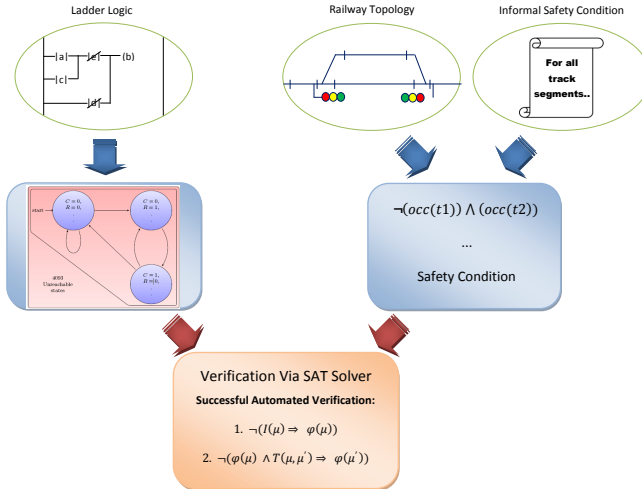 Ladder Logic
Railway Topology
Informal Safety Condition
|a| |e| (b)
|c|
|d|
For all
track
segments..
start
C = 0,
R = 0,
C = 0,
R = 1,
C = 1,
R = 0,
4093
Unreachable
states
¬(occ(t1)) ∧ (occ(t2))
...
Safety Condition
Verification Via SAT Solver
Successful Automated Verification:
1. ¬(I(μ) ⇒ φ(μ))
2. ¬(φ(μ) ∧ T(μ, μ′) ⇒ φ(μ′))